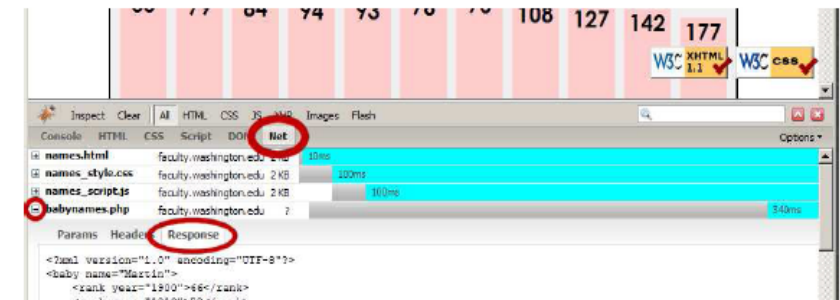 108 127 142 177
W3C XHTML 1.1 W3C css
Inspect Clear All HTML CSS JS XHR Images Flash
Console HTML CSS Script DOM Net Options
names.html faculty.washington.edu 2 KB 10ms
names_style.css faculty.washington.edu 2 KB 100ms
names_script.js faculty.washington.edu 2 KB 100ms
babynames.php faculty.washington.edu ? 340ms
Params Headers Response
<?xml version="1.0" encoding="UTF-8"?>
<baby name="Martin">
<rank year="1900">66</rank>